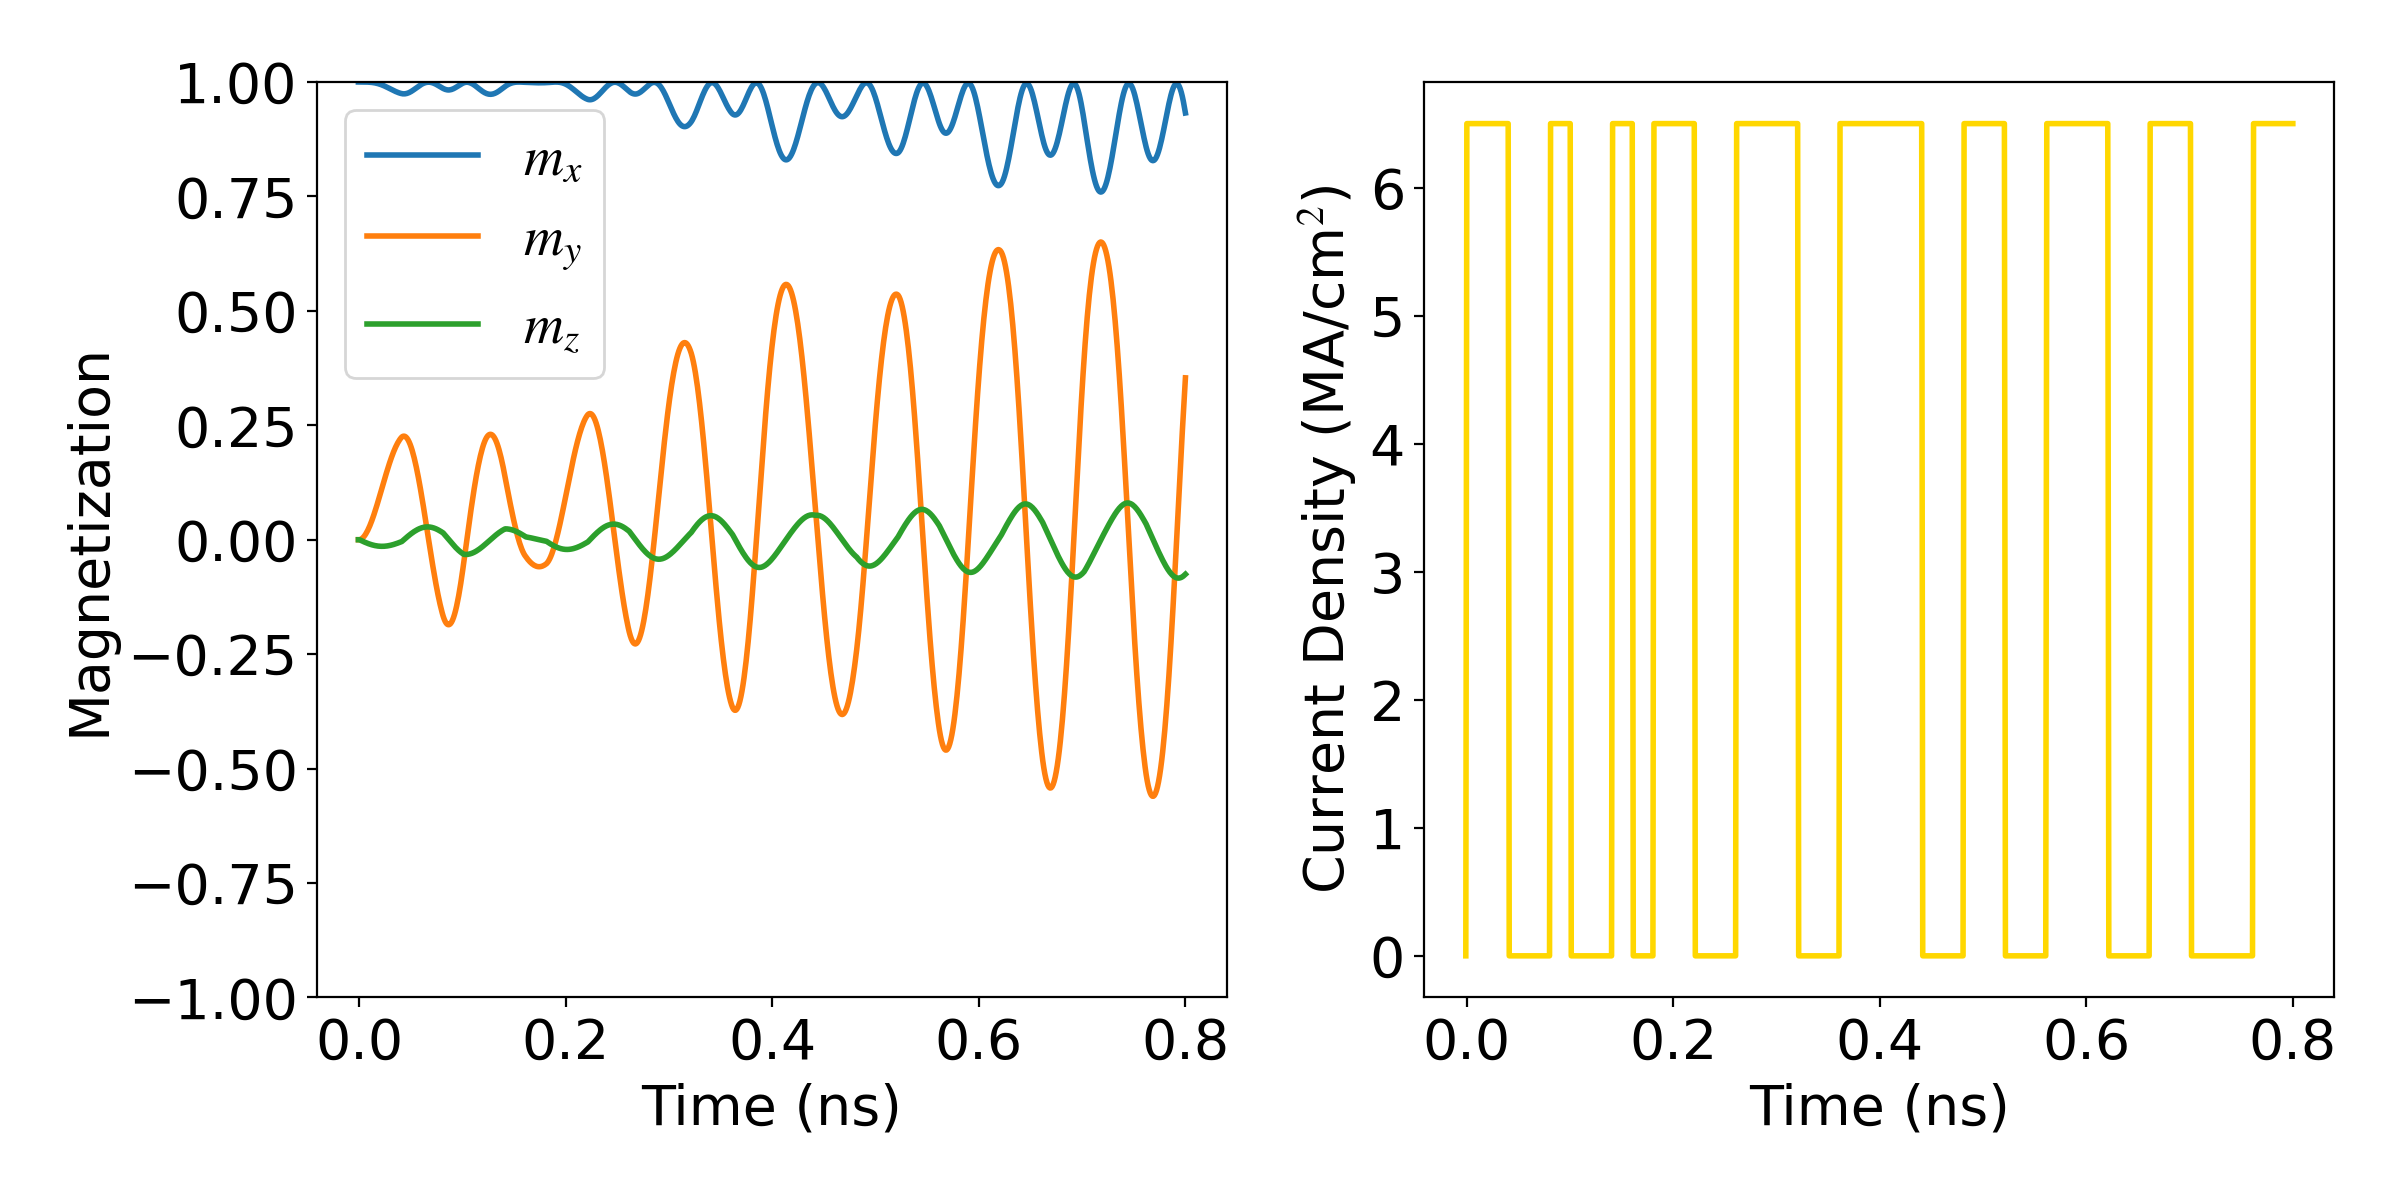 Magnetization
1.00
0.75
0.50
0.25
0.00
−0.25
−0.50
−0.75
−1.00
m_x
m_y
m_z
0.0 0.2 0.4 0.6 0.8
Time (ns)
Current Density (MA/cm²)
6
5
4
3
2
1
0
0.0 0.2 0.4 0.6 0.8
Time (ns)